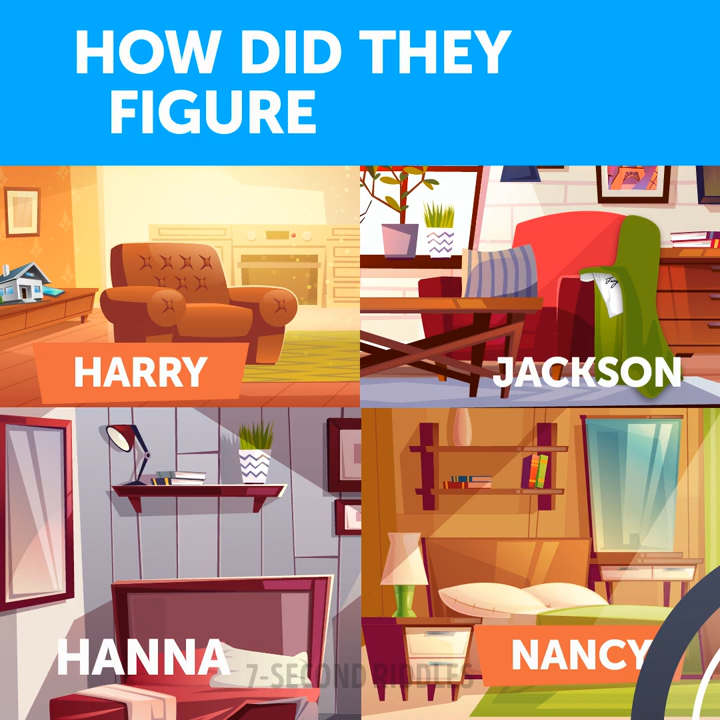 HOW DID THEY
FIGURE
HARRY
JACKSON
HANNA
NANCY
7-SECOND RIDDLES